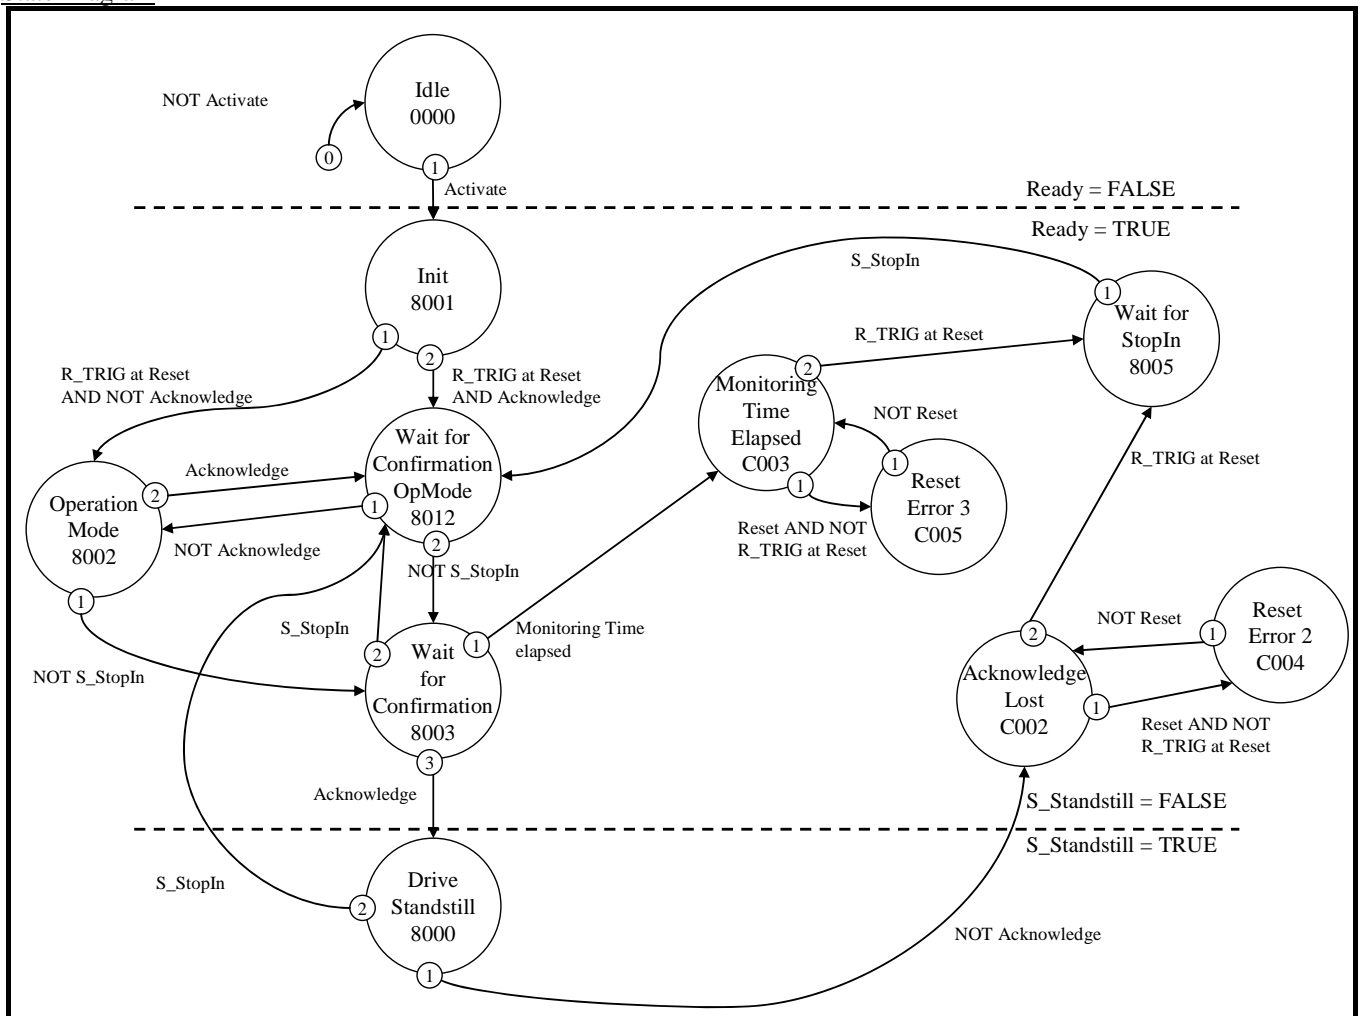 NOT Activate
Idle
0000
0
1
Activate
Ready = FALSE
Ready = TRUE
Init
8001
1
2
R_TRIG at Reset
AND NOT Acknowledge
R_TRIG at Reset
AND Acknowledge
S_StopIn
1
Wait for
StopIn
8005
R_TRIG at Reset
2
Monitoring
Time
Elapsed
C003
1
NOT Reset
1
Reset
Error 3
C005
Reset AND NOT
R_TRIG at Reset
Wait for
Confirmation
OpMode
8012
1
2
Acknowledge
NOT Acknowledge
Operation
Mode
8002
2
1
NOT S_StopIn
NOT S_StopIn
S_StopIn
2
1
Wait
for
Confirmation
8003
3
Monitoring Time
elapsed
Acknowledge
R_TRIG at Reset
NOT Reset
1
Reset
Error 2
C004
2
Acknowledge
Lost
C002
1
Reset AND NOT
R_TRIG at Reset
S_Standstill = FALSE
S_Standstill = TRUE
S_StopIn
2
Drive
Standstill
8000
1
NOT Acknowledge